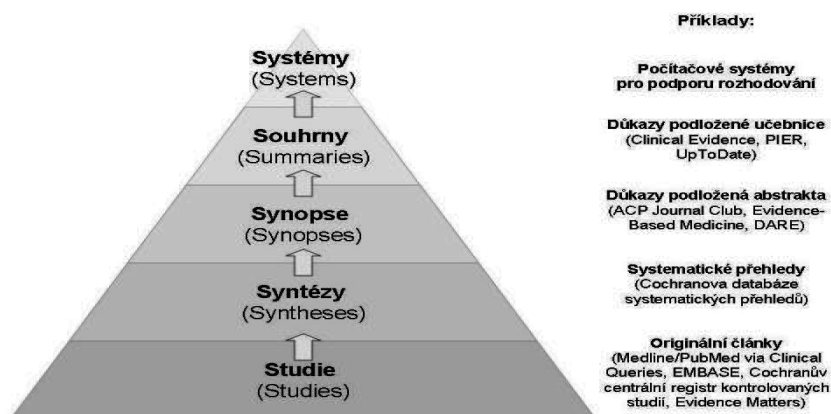 Příklady:
Systémy
(Systems)
Počítačové systémy
pro podporu rozhodování
Souhrny
(Summaries)
Důkazy podložené učebnice
(Clinical Evidence, PIER,
UpToDate)
Synopse
(Synopses)
Důkazy podložená abstrakta
(ACP Journal Club, Evidence-
Based Medicine, DARE)
Syntézy
(Syntheses)
Systematické přehledy
(Cochranova databáze
systematických přehledů)
Studie
(Studies)
Originální články
(Medline/PubMed via Clinical
Queries, EMBASE, Cochranův
centrální registr kontrolovaných
studií, Evidence Matters)